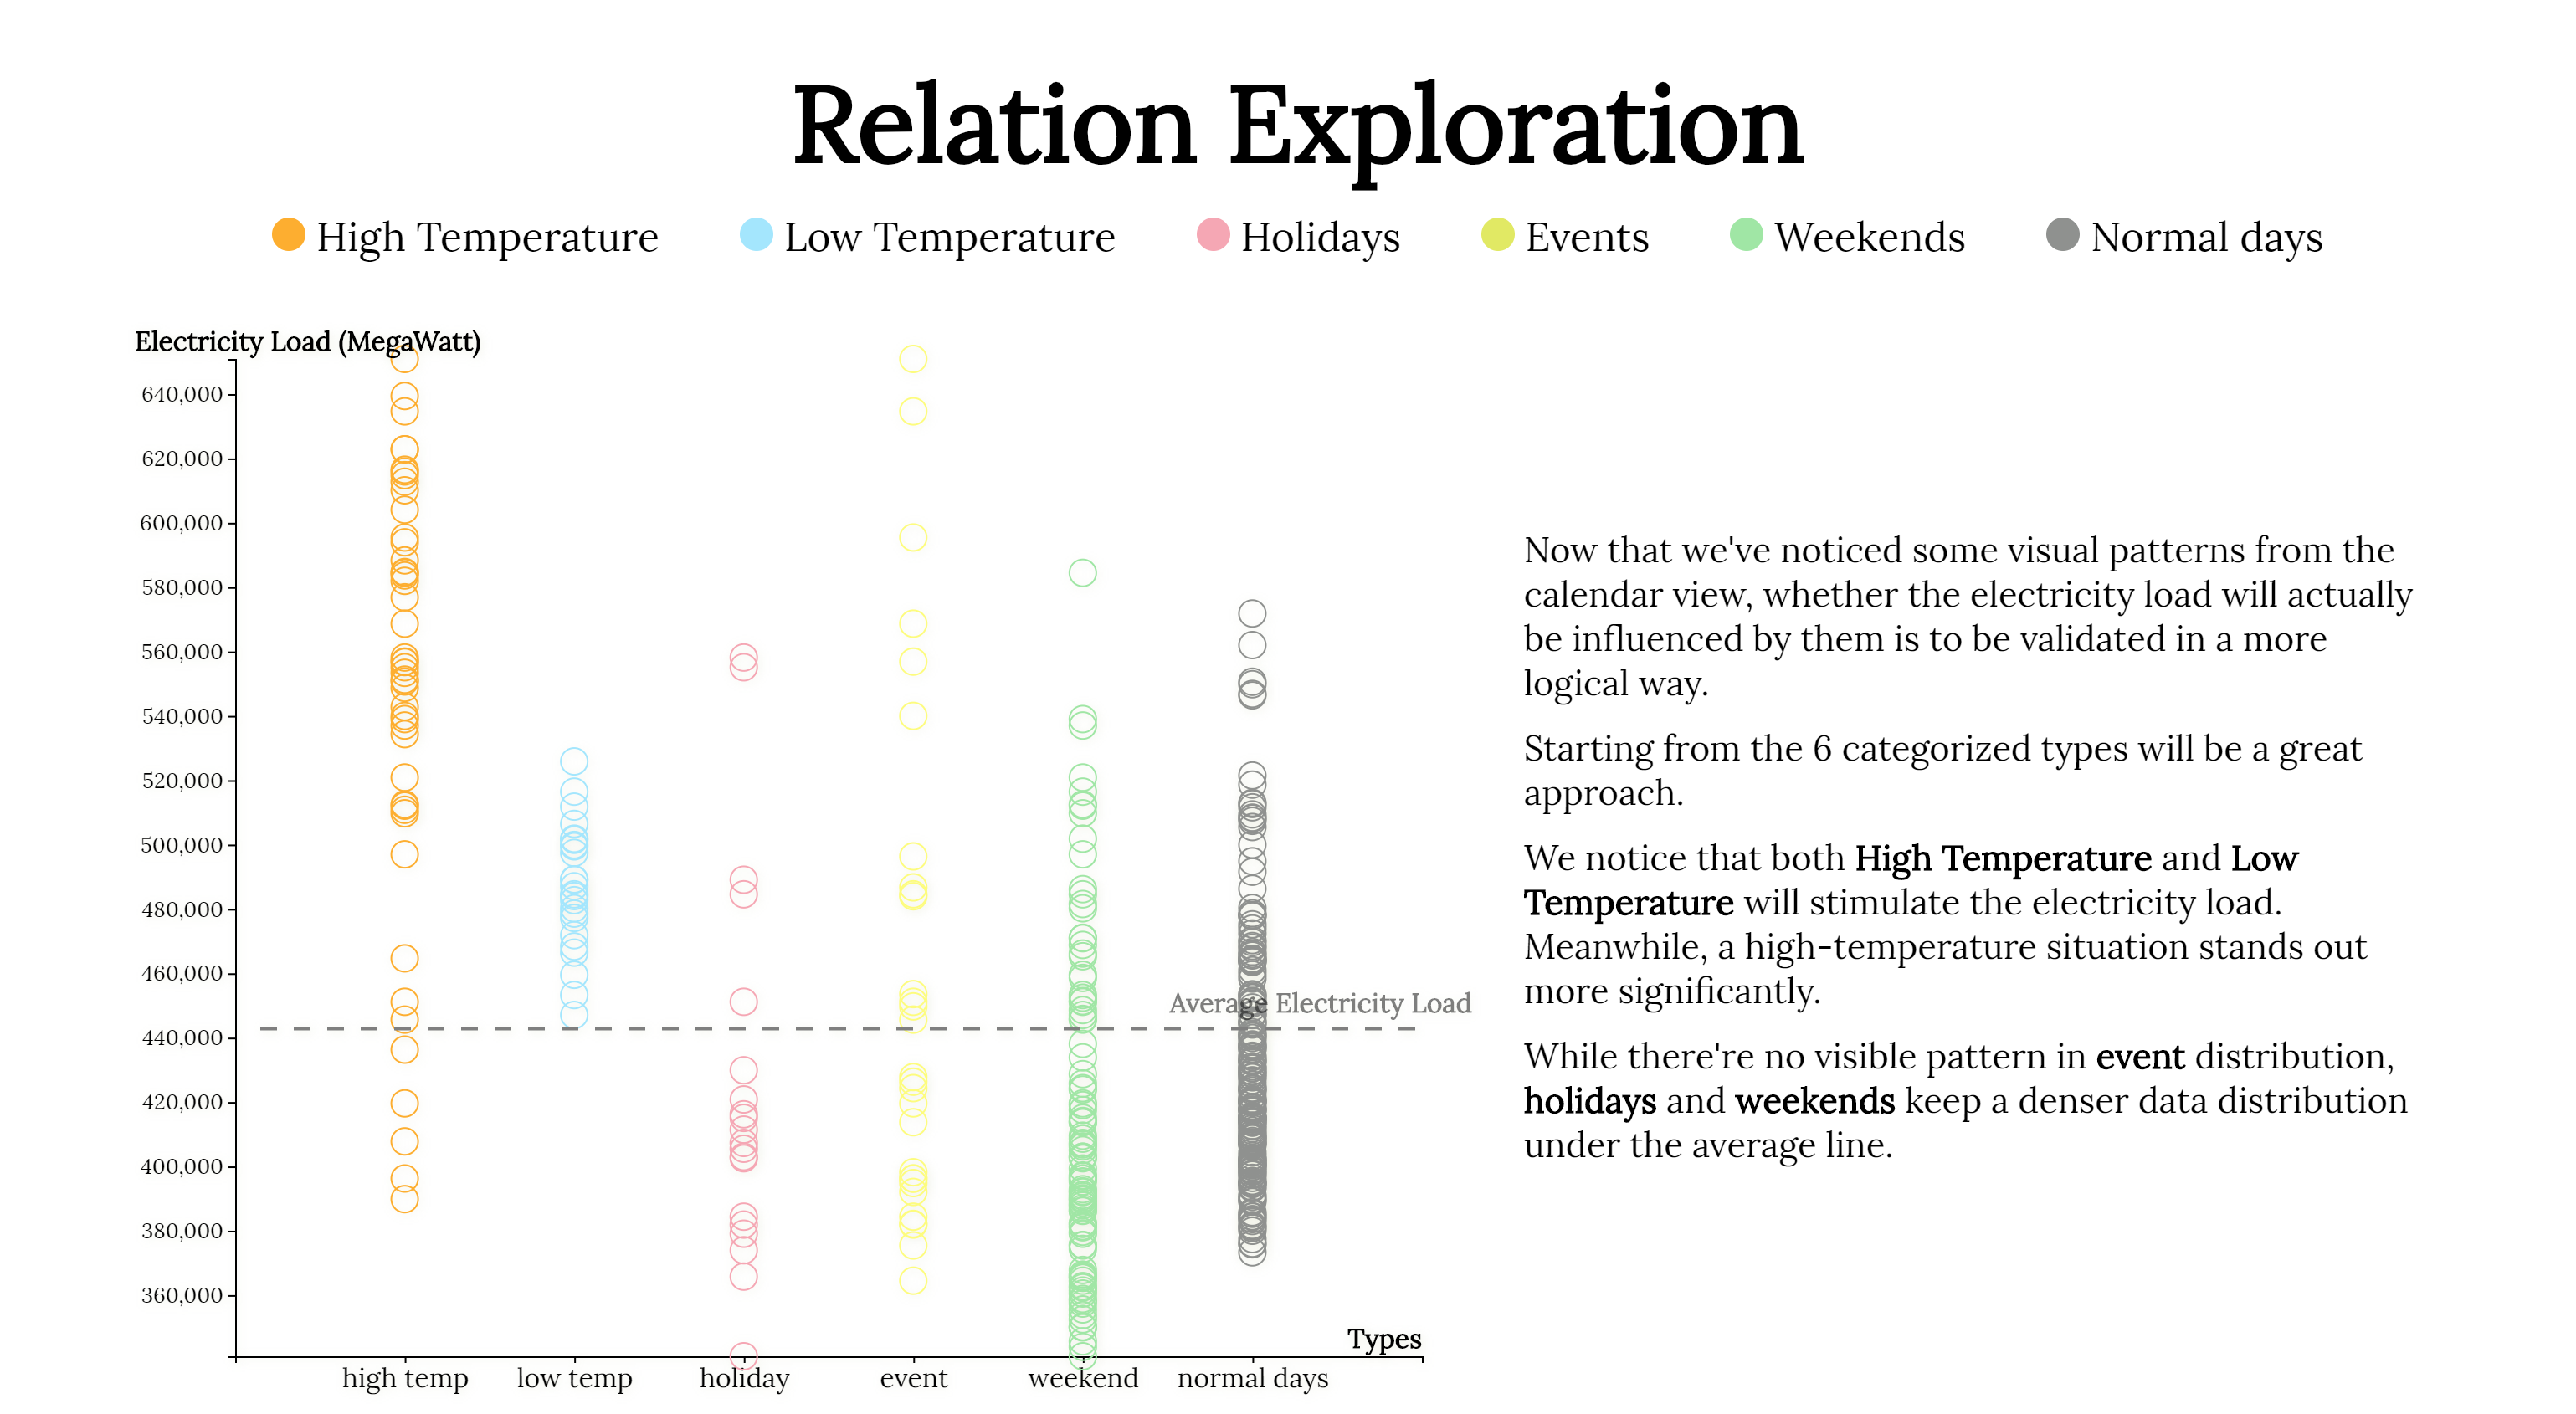 Relation Exploration
High Temperature
Low Temperature
Holidays
Events
Weekends
Normal days
Electricity Load (MegaWatt)
640,000
620,000
600,000
580,000
560,000
540,000
520,000
500,000
480,000
460,000
440,000
420,000
400,000
380,000
360,000
Average Electricity Load
Types
high temp
low temp
holiday
event
weekend
normal days
Now that we've noticed some visual patterns from the
calendar view, whether the electricity load will actually
be influenced by them is to be validated in a more
logical way.
Starting from the 6 categorized types will be a great
approach.
We notice that both High Temperature and Low
Temperature will stimulate the electricity load.
Meanwhile, a high-temperature situation stands out
more significantly.
While there're no visible pattern in event distribution,
holidays and weekends keep a denser data distribution
under the average line.